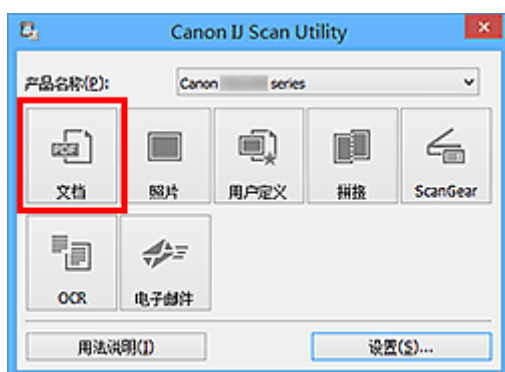 Canon IJ Scan Utility
产品名称(P): Canon series
PDF
文档 照片 用户定义 拼接 ScanGear
OCR 电子邮件
用法说明(I) 设置(S)...